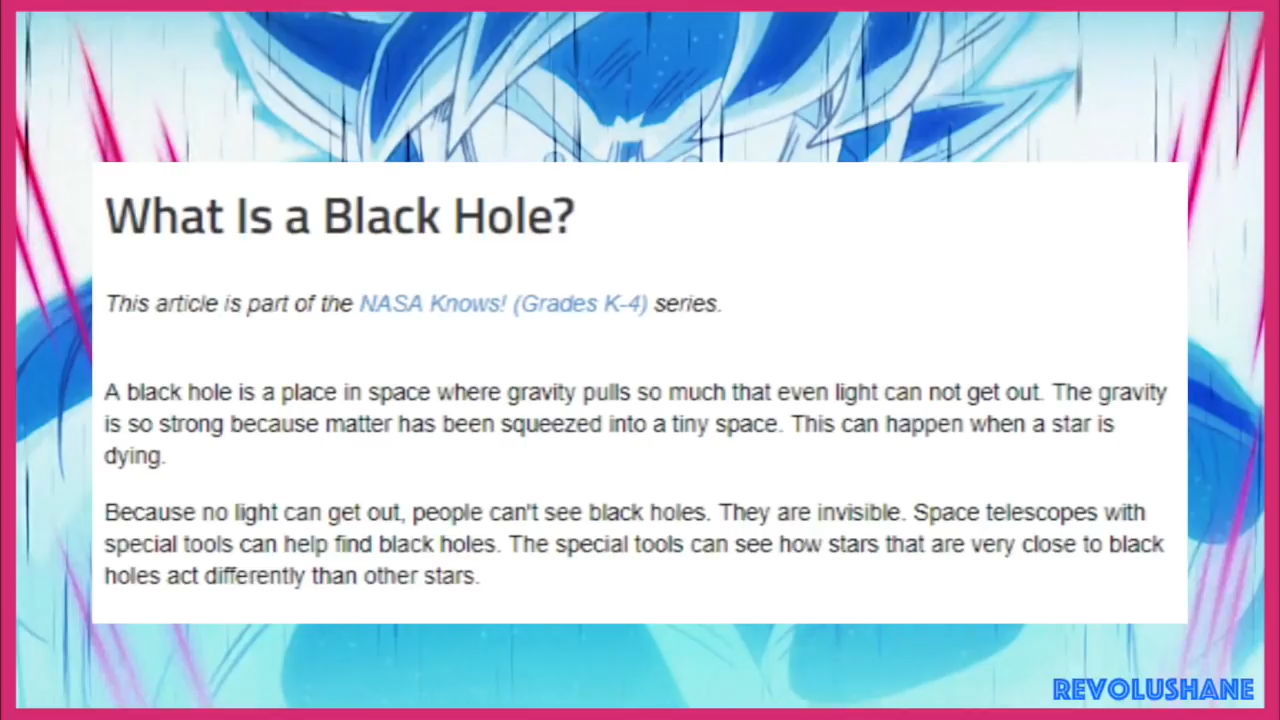 What Is a Black Hole?
This article is part of the NASA Knows! (Grades K-4) series.
A black hole is a place in space where gravity pulls so much that even light can not get out. The gravity
is so strong because matter has been squeezed into a tiny space. This can happen when a star is
dying.
Because no light can get out, people can't see black holes. They are invisible. Space telescopes with
special tools can help find black holes. The special tools can see how stars that are very close to black
holes act differently than other stars.
REVOLUSHANE